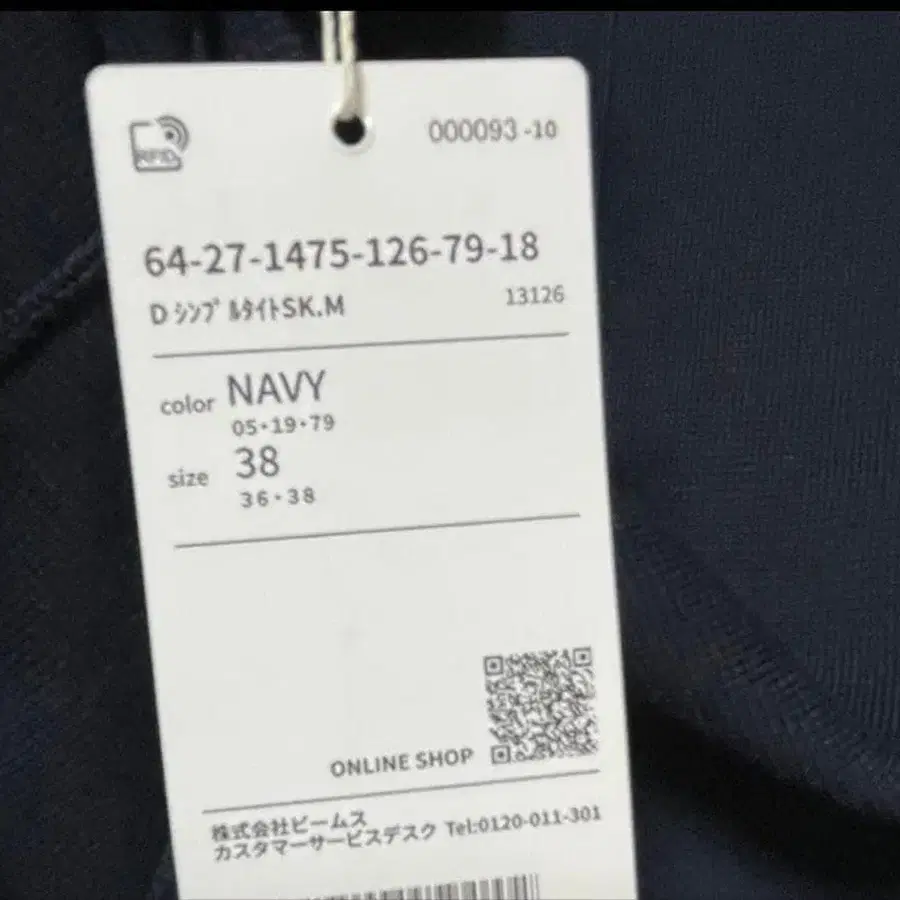 RFID
000093-10
64-27-1475-126-79-18
D ｼﾝﾌﾟﾙﾀｲﾄSK.M
13126
color NAVY
05・19・79
size 38
36・38
ONLINE SHOP
株式会社ビームス
カスタマーサービスデスク Tel:0120-011-301